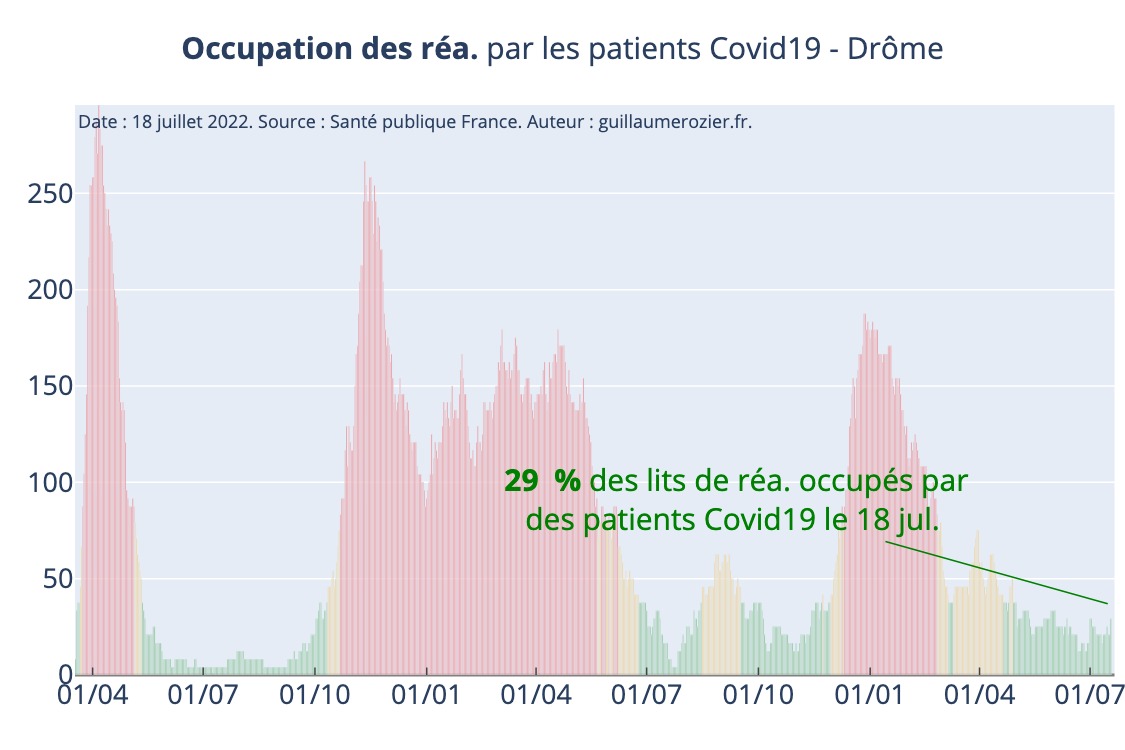 Occupation des réa. par les patients Covid19 - Drôme
Date : 18 juillet 2022. Source : Santé publique France. Auteur : guillaumerozier.fr.
250
200
150
100
50
0
29 % des lits de réa. occupés par
des patients Covid19 le 18 jul.
01/04 01/07 01/10 01/01 01/04 01/07 01/10 01/01 01/04 01/07